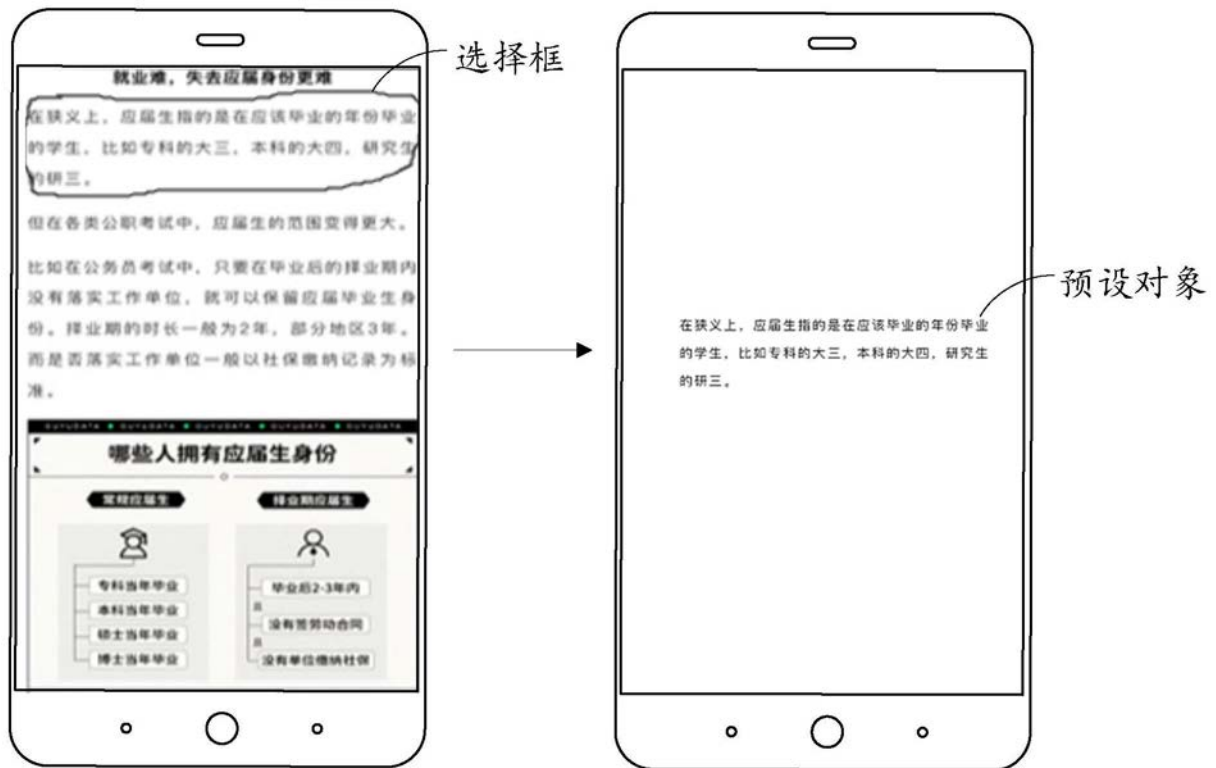 选择框
就业难，失去应届身份更难
在狭义上，应届生指的是在应该毕业的年份毕业
的学生，比如专科的大三，本科的大四，研究生
的研三。
但在各类公职考试中，应届生的范围变得更大。
比如在公务员考试中，只要在毕业后的择业期内
没有落实工作单位，就可以保留应届毕业生身
份。择业期的时长一般为2年，部分地区3年。
而是否落实工作单位一般以社保缴纳记录为标
准。
GUYUDATA GUYUDATA GUYUDATA GUYUDATA GUYUDATA
哪些人拥有应届生身份
常规应届生
择业期应届生
专科当年毕业
本科当年毕业
硕士当年毕业
博士当年毕业
毕业后2-3年内
且
没有签劳动合同
且
没有单位缴纳社保
预设对象
在狭义上，应届生指的是在应该毕业的年份毕业
的学生，比如专科的大三，本科的大四，研究生
的研三。